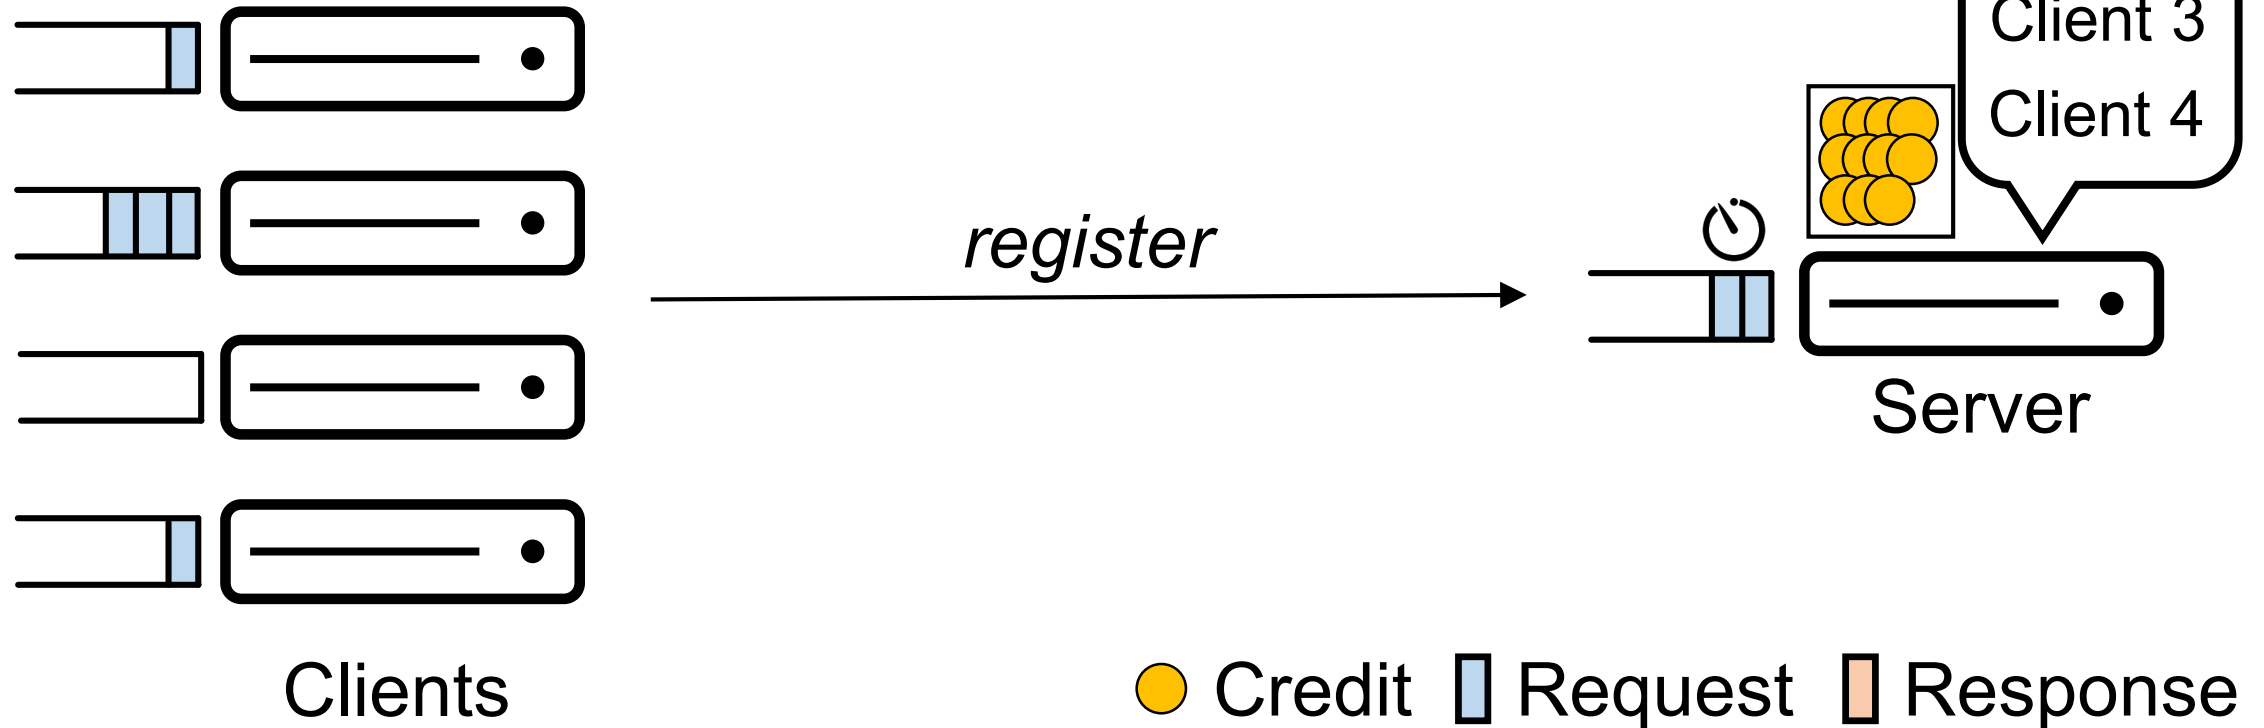 Client 3
Client 4
register
Server
Clients
Credit Request Response